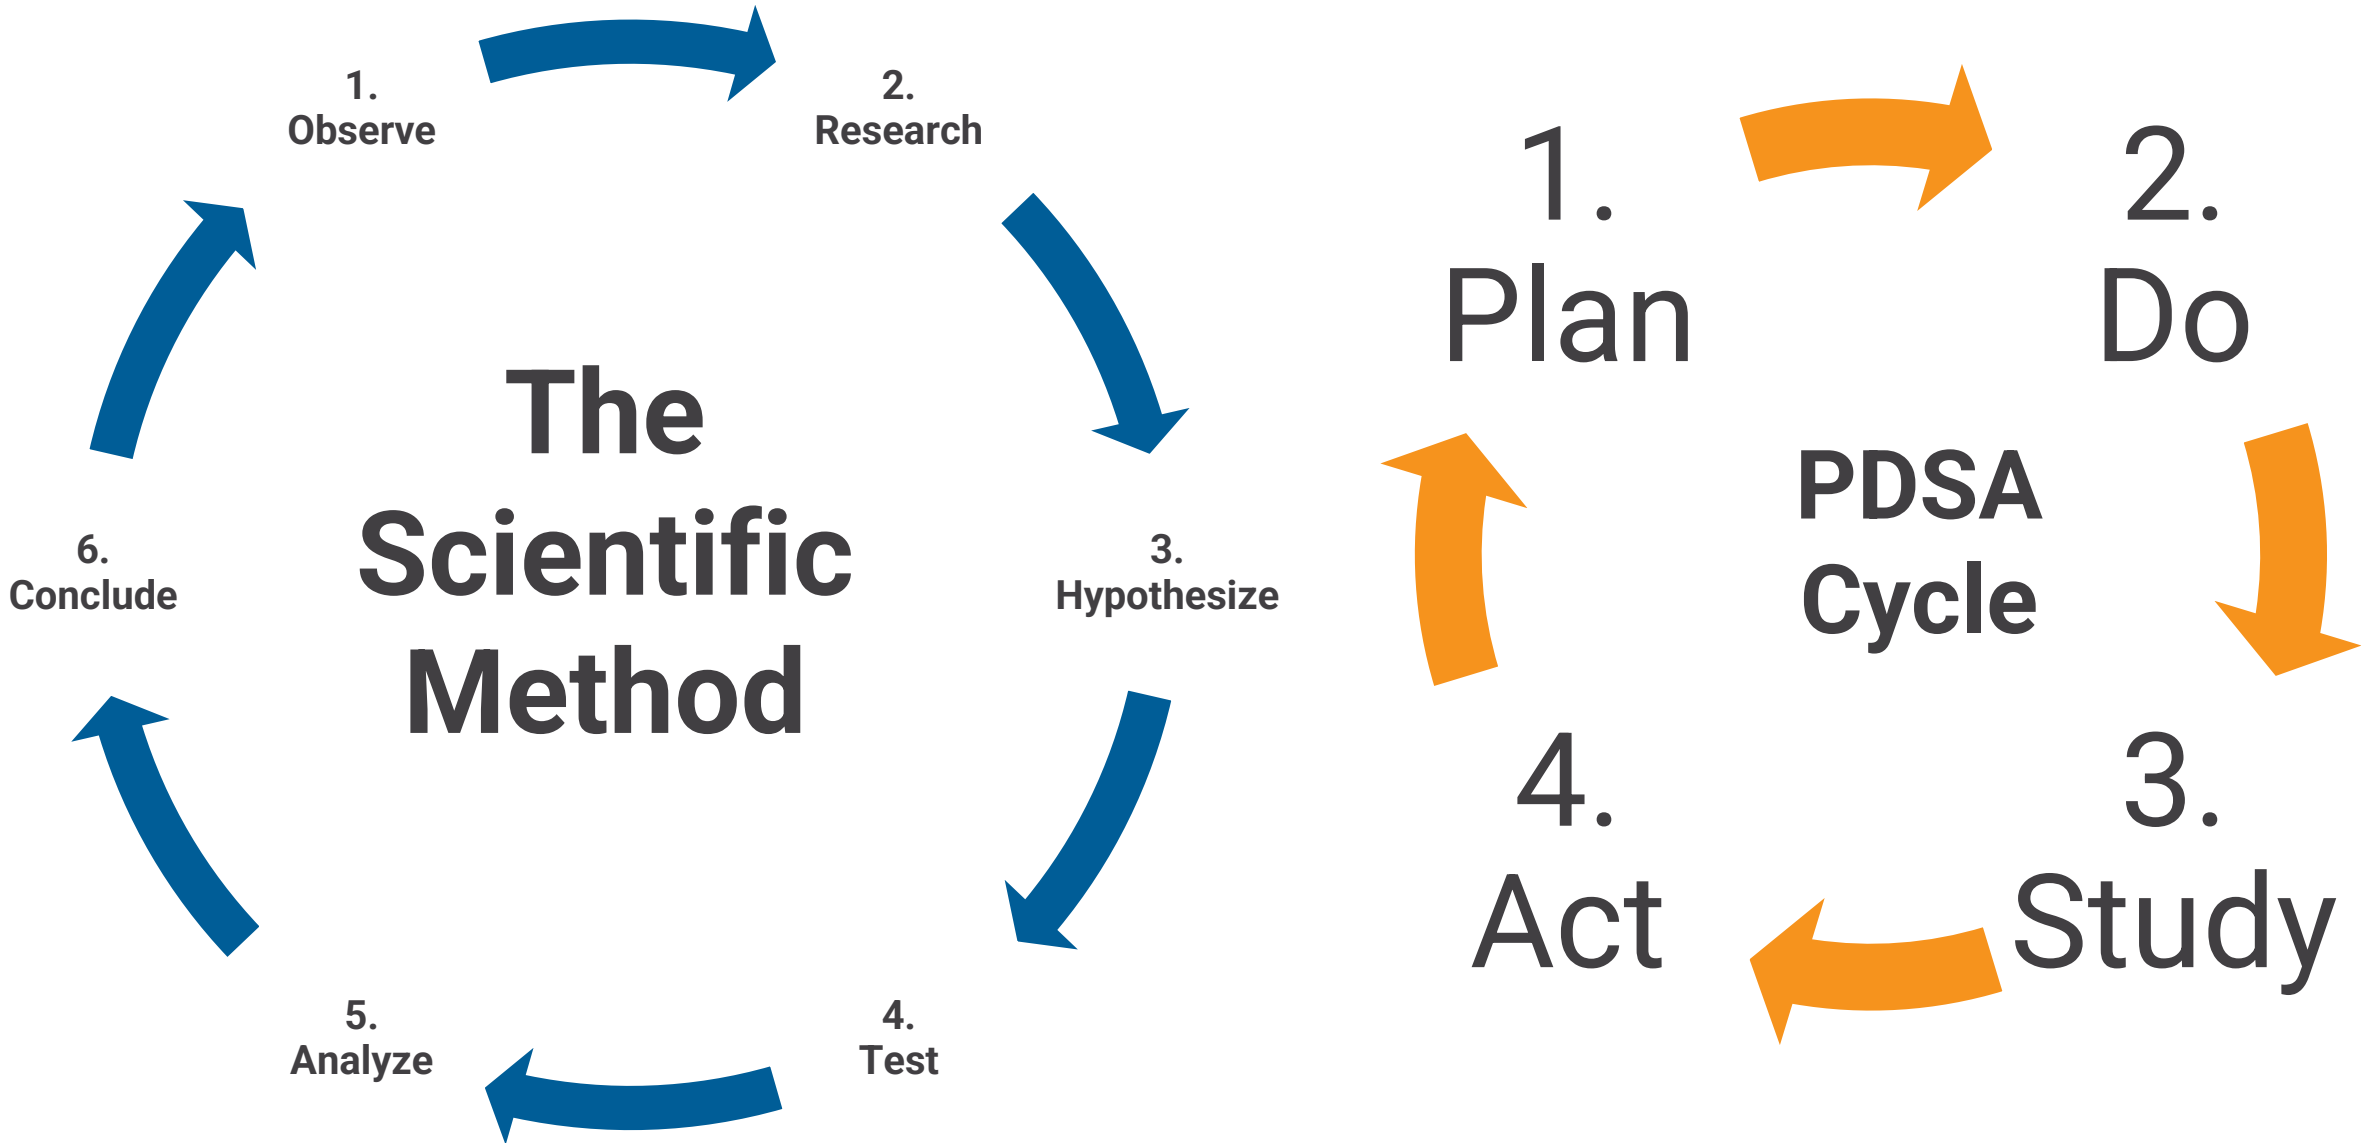 1.
Observe
2.
Research
3.
Hypothesize
4.
Test
5.
Analyze
6.
Conclude
The
Scientific
Method
1.
Plan
2.
Do
3.
Study
4.
Act
PDSA
Cycle